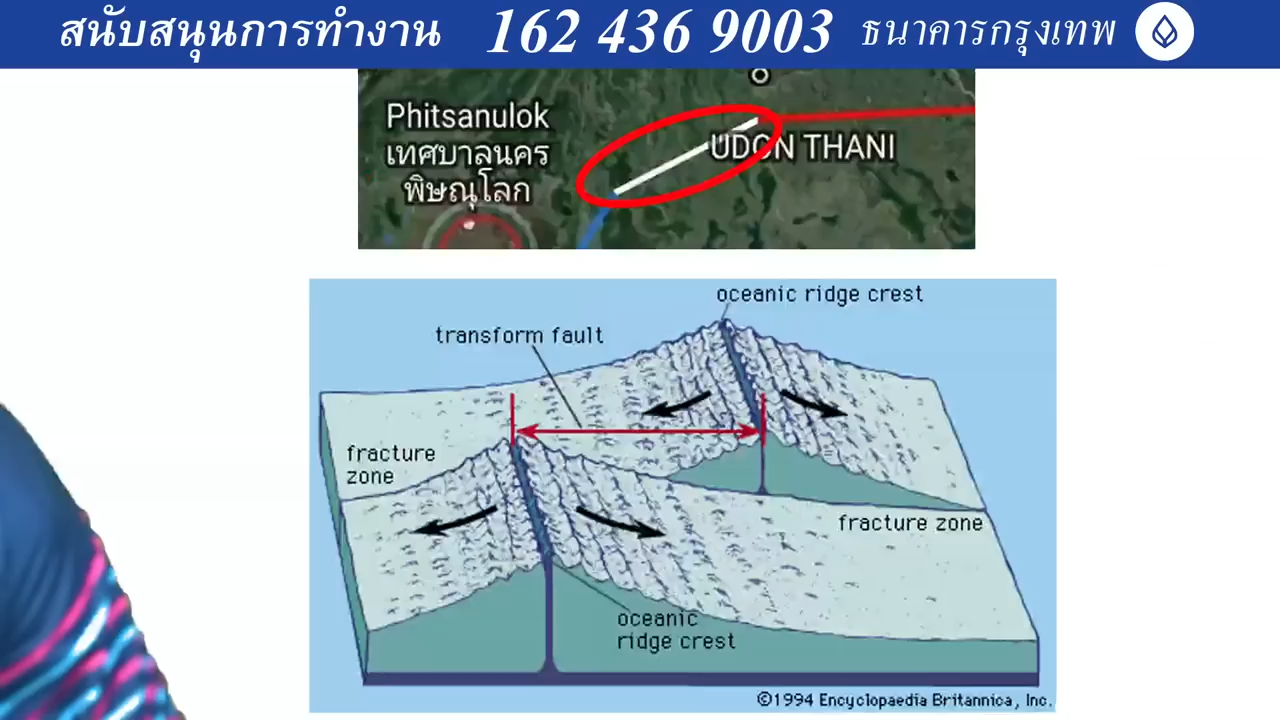 สนับสนุนการทำงาน 162 436 9003 ธนาคารกรุงเทพ
Phitsanulok
เทศบาลนคร
พิษณุโลก
UDON THANI
oceanic ridge crest
transform fault
fracture
zone
fracture zone
oceanic
ridge crest
©1994 Encyclopaedia Britannica, Inc.